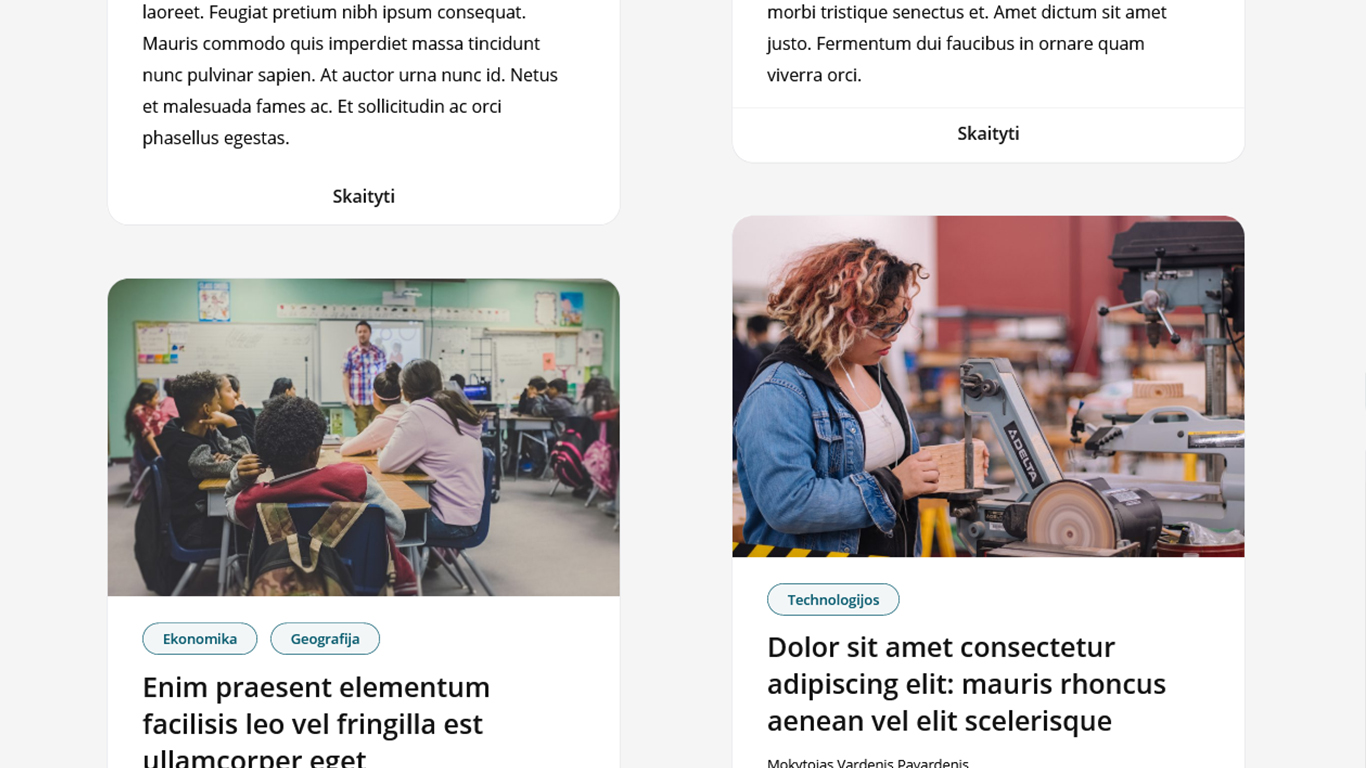 laoreet. Feugiat pretium nibh ipsum consequat.
Mauris commodo quis imperdiet massa tincidunt
nunc pulvinar sapien. At auctor urna nunc id. Netus
et malesuada fames ac. Et sollicitudin ac orci
phasellus egestas.
Skaityti
Ekonomika
Geografija
Enim praesent elementum
facilisis leo vel fringilla est
ullamcorper eget
morbi tristique senectus et. Amet dictum sit amet
justo. Fermentum dui faucibus in ornare quam
viverra orci.
Skaityti
DELTA
Technologijos
Dolor sit amet consectetur
adipiscing elit: mauris rhoncus
aenean vel elit scelerisque
Mokytojas Vardenis Pavardenis